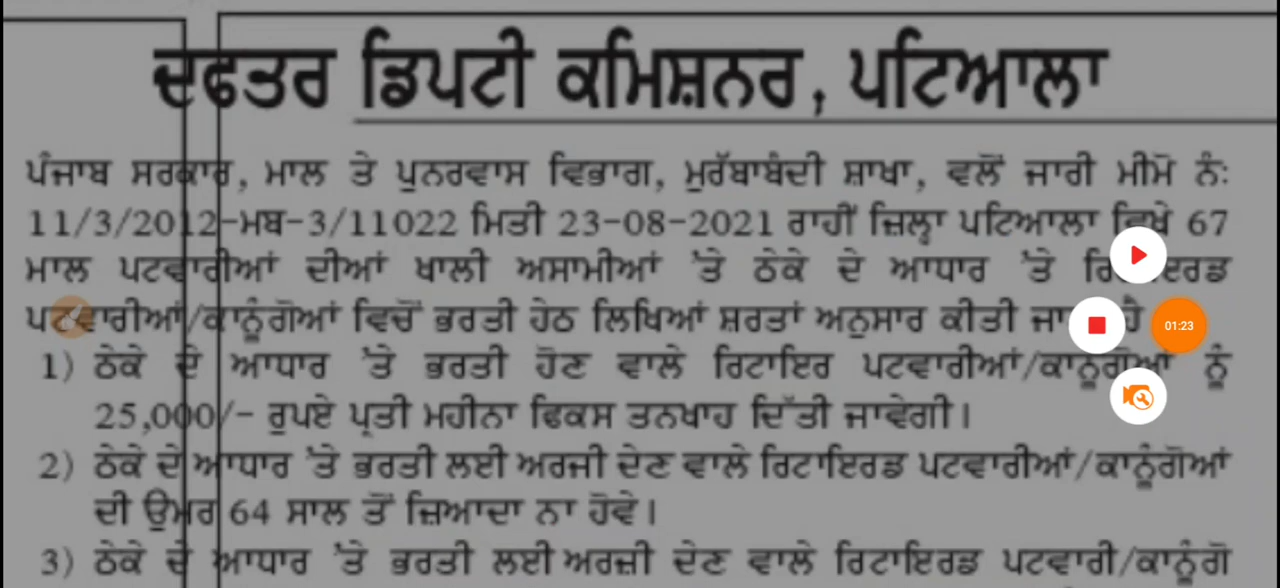 ਦਫਤਰ ਡਿਪਟੀ ਕਮਿਸ਼ਨਰ, ਪਟਿਆਲਾ
ਪੰਜਾਬ ਸਰਕਾਰ, ਮਾਲ ਤੇ ਪੁਨਰਵਾਸ ਵਿਭਾਗ, ਮੁਰੱਬਾਬੰਦੀ ਸ਼ਾਖਾ, ਵਲੋਂ ਜਾਰੀ ਮੀਮੋ ਨੰ:
11/3/2012-ਮਬ-3/11022 ਮਿਤੀ 23-08-2021 ਰਾਹੀਂ ਜ਼ਿਲ੍ਹਾ ਪਟਿਆਲਾ ਵਿਖੇ 67
ਮਾਲ ਪਟਵਾਰੀਆਂ ਦੀਆਂ ਖਾਲੀ ਅਸਾਮੀਆਂ 'ਤੇ ਠੇਕੇ ਦੇ ਆਧਾਰ 'ਤੇ
ਪਟਵਾਰੀਆਂ/ਕਾਨੂੰਗੋਆਂ ਵਿਚੋਂ ਭਰਤੀ ਹੇਠ ਲਿਖਿਆਂ ਸ਼ਰਤਾਂ ਅਨੁਸਾਰ ਕੀਤੀ ਹੈ
01:23
1) ਠੇਕੇ ਦੇ ਆਧਾਰ 'ਤੇ ਭਰਤੀ ਹੋਣ ਵਾਲੇ ਰਿਟਾਇਰ ਪਟਵਾਰੀਆਂ/ਕਾਨੂੰਗੋਆਂ ਨੂੰ
25,000/- ਰੁਪਏ ਪ੍ਰਤੀ ਮਹੀਨਾ ਫਿਕਸ ਤਨਖਾਹ ਦਿੱਤੀ ਜਾਵੇਗੀ।
2) ਠੇਕੇ ਦੇ ਆਧਾਰ 'ਤੇ ਭਰਤੀ ਲਈ ਅਰਜੀ ਦੇਣ ਵਾਲੇ ਰਿਟਾਇਰਡ ਪਟਵਾਰੀਆਂ/ਕਾਨੂੰਗੋਆਂ
ਦੀ ਉਮਰ 64 ਸਾਲ ਤੋਂ ਜ਼ਿਆਦਾ ਨਾ ਹੋਵੇ।
3) ਠੇਕੇ ਦੇ ਆਧਾਰ 'ਤੇ ਭਰਤੀ ਲਈ ਅਰਜ਼ੀ ਦੇਣ ਵਾਲੇ ਰਿਟਾਇਰਡ ਪਟਵਾਰੀ/ਕਾਨੂੰਗੋ